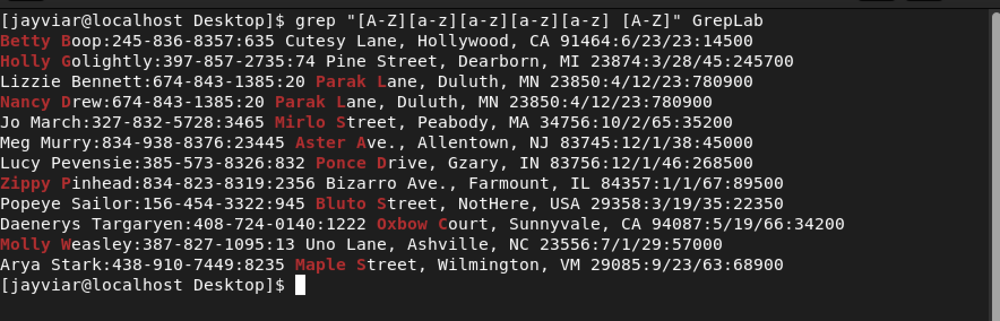 [jayviar@localhost Desktop]$ grep "[A-Z][a-z][a-z][a-z][a-z] [A-Z]" GrepLab
Betty Boop:245-836-8357:635 Cutesy Lane, Hollywood, CA 91464:6/23/23:14500
Holly Golightly:397-857-2735:74 Pine Street, Dearborn, MI 23874:3/28/45:245700
Lizzie Bennett:674-843-1385:20 Parak Lane, Duluth, MN 23850:4/12/23:780900
Nancy Drew:674-843-1385:20 Parak Lane, Duluth, MN 23850:4/12/23:780900
Jo March:327-832-5728:3465 Mirlo Street, Peabody, MA 34756:10/2/65:35200
Meg Murry:834-938-8376:23445 Aster Ave., Allentown, NJ 83745:12/1/38:45000
Lucy Pevensie:385-573-8326:832 Ponce Drive, Gzary, IN 83756:12/1/46:268500
Zippy Pinhead:834-823-8319:2356 Bizarro Ave., Farmount, IL 84357:1/1/67:89500
Popeye Sailor:156-454-3322:945 Bluto Street, NotHere, USA 29358:3/19/35:22350
Daenerys Targaryen:408-724-0140:1222 Oxbow Court, Sunnyvale, CA 94087:5/19/66:34200
Molly Weasley:387-827-1095:13 Uno Lane, Ashville, NC 23556:7/1/29:57000
Arya Stark:438-910-7449:8235 Maple Street, Wilmington, VM 29085:9/23/63:68900
[jayviar@localhost Desktop]$